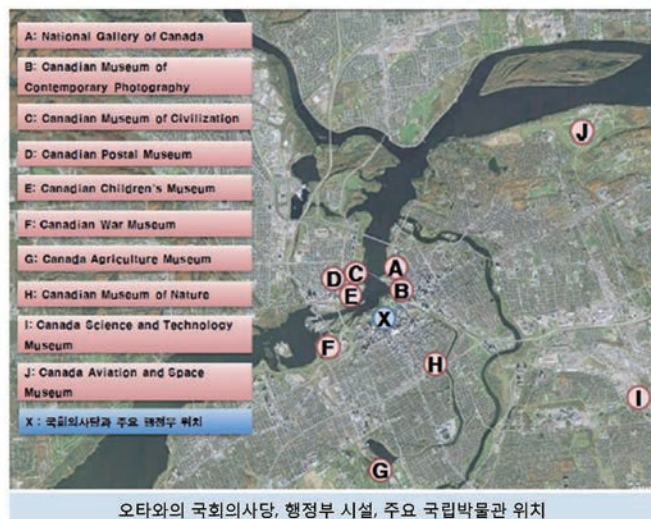 A: National Gallery of Canada
B: Canadian Museum of
Contemporary Photography
C: Canadian Museum of Civilization
D: Canadian Postal Museum
E: Canadian Children's Museum
F: Canadian War Museum
G: Canada Agriculture Museum
H: Canadian Museum of Nature
I: Canada Science and Technology
Museum
J: Canada Aviation and Space
Museum
X : 국회의사당과 주요 행정부 위치
J
A
C
D
B
E
X
F
H
I
G
오타와의 국회의사당, 행정부 시설, 주요 국립박물관 위치